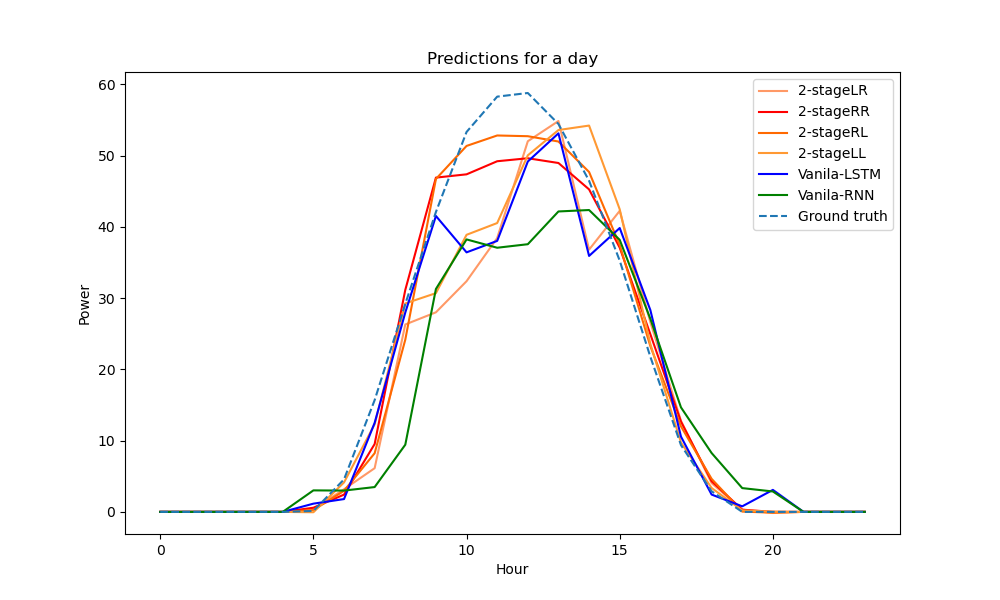 Predictions for a day
60
50
40
30
20
10
0
Power
0 5 10 15 20
Hour
2-stageLR
2-stageRR
2-stageRL
2-stageLL
Vanila-LSTM
Vanila-RNN
Ground truth